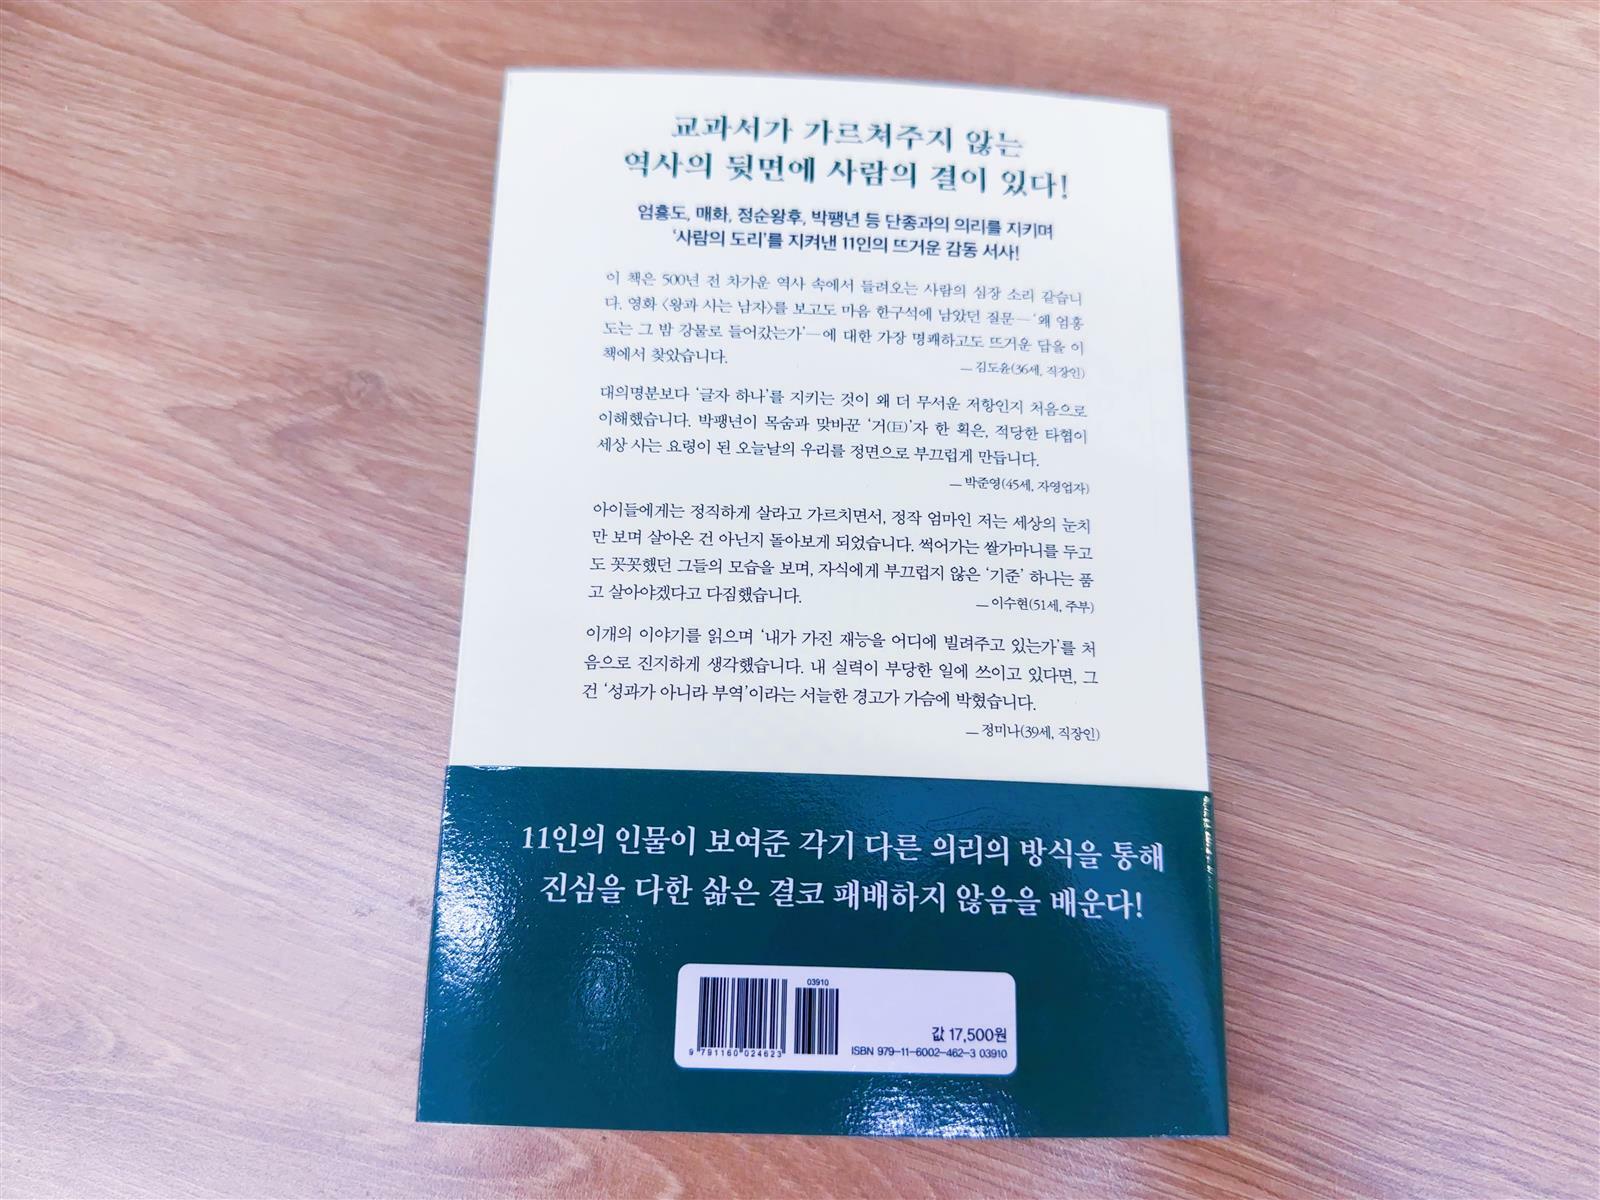 교과서가 가르쳐주지 않는
역사의 뒷면에 사람의 결이 있다!
엄흥도, 매화, 정순왕후, 박팽년 등 단종과의 의리를 지키며
‘사람의 도리’를 지켜낸 11인의 뜨거운 감동 서사!
이 책은 500년 전 차가운 역사 속에서 들려오는 사람의 심장 소리 같습니
다. 영화 〈왕과 사는 남자〉를 보고도 마음 한구석에 남았던 질문—‘왜 엄흥
도는 그 밤 강물로 들어갔는가’—에 대한 가장 명쾌하고도 뜨거운 답을 이
책에서 찾았습니다. — 김도윤(36세, 직장인)
대의명분보다 ‘글자 하나’를 지키는 것이 왜 더 무서운 저항인지 처음으로
이해했습니다. 박팽년이 목숨과 맞바꾼 ‘거(巨)’자 한 획은, 적당한 타협이
세상 사는 요령이 된 오늘날의 우리를 정면으로 부끄럽게 만듭니다.
— 박준영(45세, 자영업자)
아이들에게는 정직하게 살라고 가르치면서, 정작 엄마인 저는 세상의 눈치
만 보며 살아온 건 아닌지 돌아보게 되었습니다. 썩어가는 쌀가마니를 두고
도 꼿꼿했던 그들의 모습을 보며, 자식에게 부끄럽지 않은 ‘기준’ 하나는 품
고 살아야겠다고 다짐했습니다. — 이수현(51세, 주부)
이개의 이야기를 읽으며 ‘내가 가진 재능을 어디에 빌려주고 있는가’를 처
음으로 진지하게 생각했습니다. 내 실력이 부당한 일에 쓰이고 있다면, 그
건 ‘성과가 아니라 부역’이라는 서늘한 경고가 가슴에 박혔습니다.
— 정미나(39세, 직장인)
11인의 인물이 보여준 각기 다른 의리의 방식을 통해
진심을 다한 삶은 결코 패배하지 않음을 배운다!
03910
값 17,500원
9 791160 024623
ISBN 979-11-6002-462-3 03910